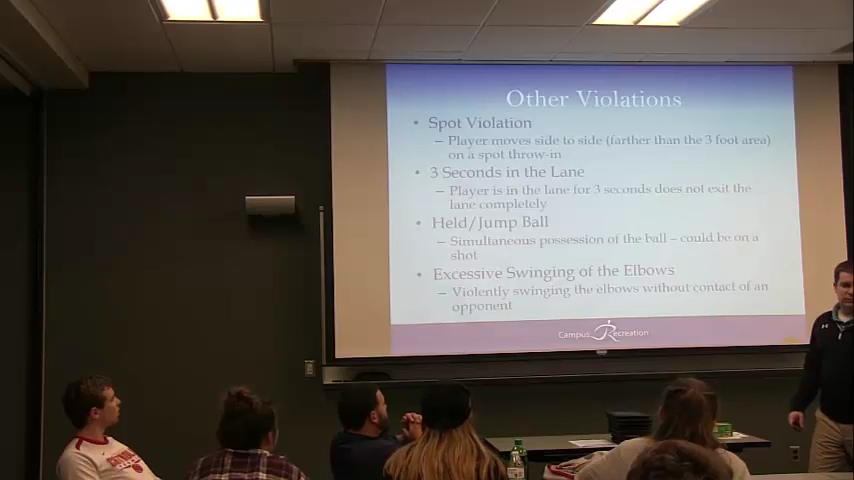 Other Violations
• Spot Violation
– Player moves side to side (farther than the 3 foot area)
on a spot throw-in
• 3 Seconds in the Lane
– Player is in the lane for 3 seconds does not exit the
lane completely
• Held/Jump Ball
– Simultaneous possession of the ball – could be on a
shot
• Excessive Swinging of the Elbows
– Violently swinging the elbows without contact of an
opponent
Campus Recreation